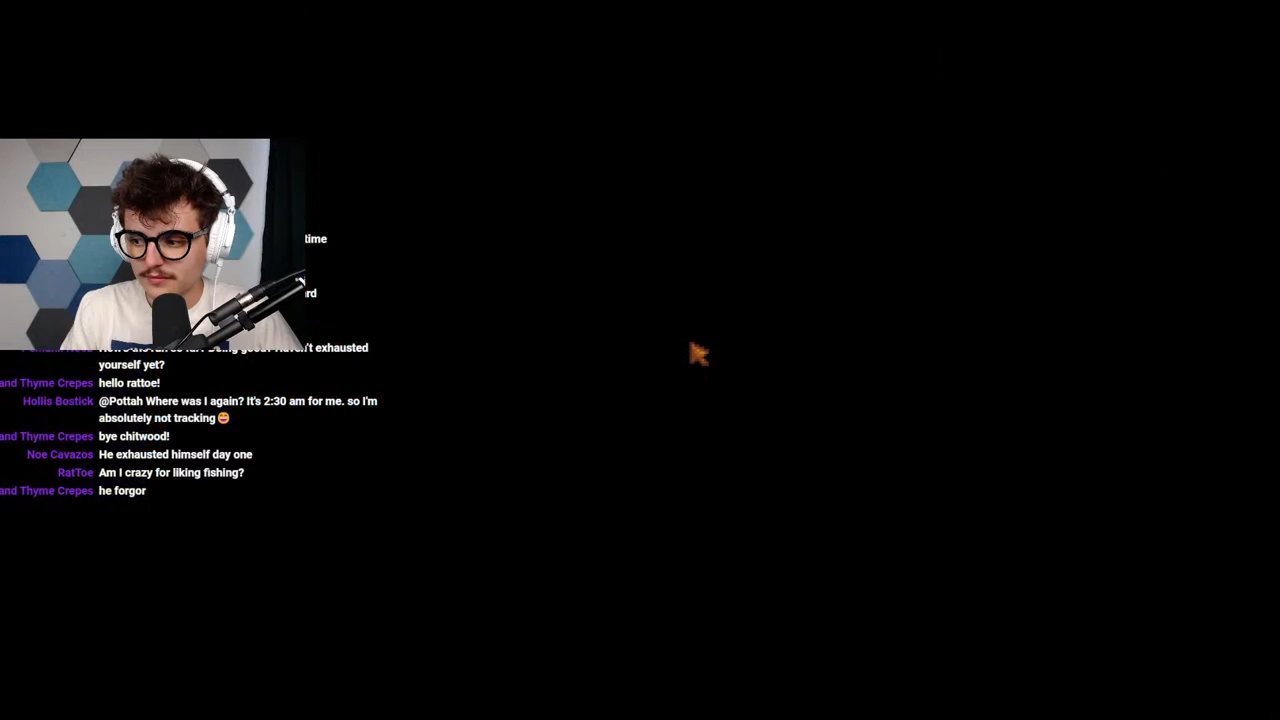 time
rd
exhausted
yourself yet?
and Thyme Crepes hello rattoe!
Hollis Bostick @Pottah Where was I again? It's 2:30 am for me. so I'm
absolutely not tracking😄
and Thyme Crepes bye chitwood!
Noe Cavazos He exhausted himself day one
RatToe Am I crazy for liking fishing?
and Thyme Crepes he forgor